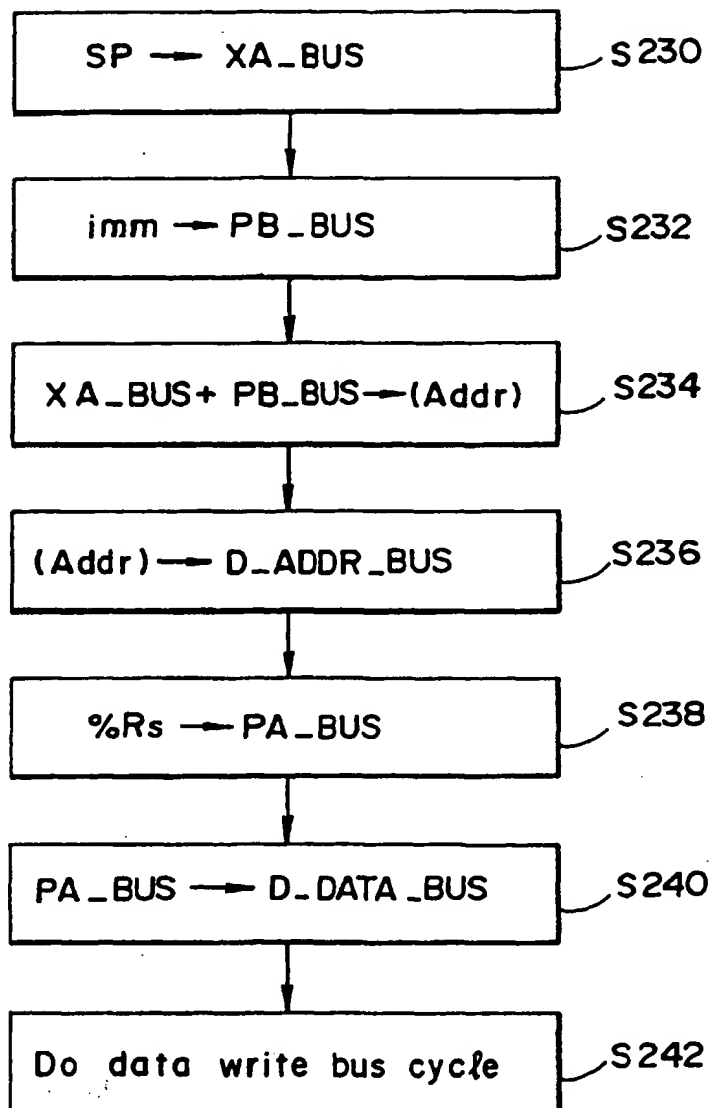 SP → XA_BUS S230
imm → PB_BUS S232
XA_BUS+ PB_BUS→(Addr) S234
(Addr)→ D_ADDR_BUS S236
%Rs → PA_BUS S238
PA_BUS → D_DATA_BUS S240
Do data write bus cycle S242